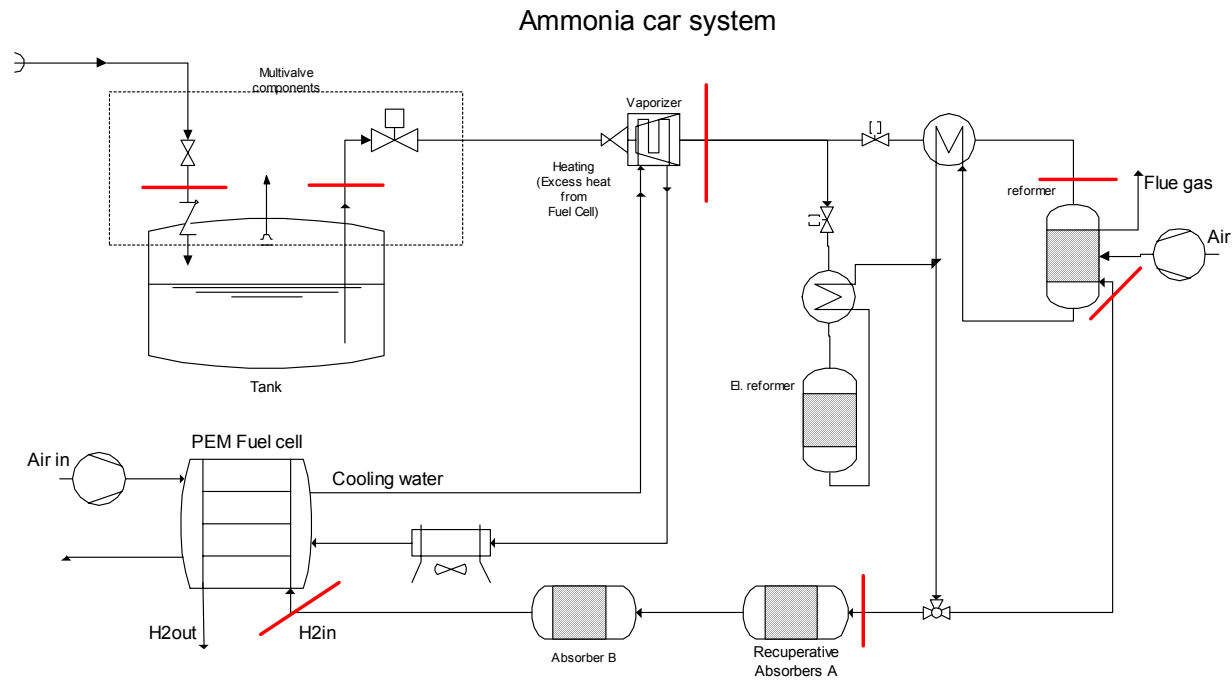 Ammonia car system
Multivalve
components
Vaporizer
Heating
(Excess heat
from
Fuel Cell)
reformer
Flue gas
Air
Tank
El. reformer
PEM Fuel cell
Air in
Cooling water
H2out
H2in
Absorber B
Recuperative
Absorbers A